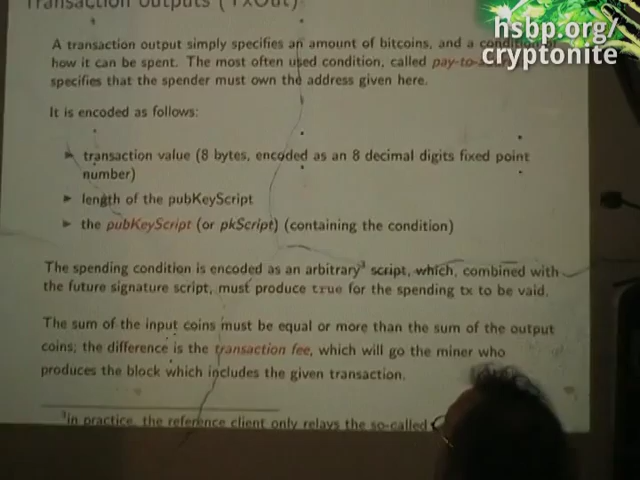 Transaction Outputs (TxOut)
hsbp.org/
cryptonite
A transaction output simply specifies an amount of bitcoins, and a condition
how it can be spent. The most often used condition, called pay-to-
specifies that the spender must own the address given here.
It is encoded as follows:
► transaction value (8 bytes, encoded as an 8 decimal digits fixed point
number)
► length of the pubKeyScript
► the pubKeyScript (or pkScript) (containing the condition)
The spending condition is encoded as an arbitrary³ script, which, combined with
the future signature script, must produce true for the spending tx to be vaid.
The sum of the input coins must be equal or more than the sum of the output
coins; the difference is the transaction fee, which will go the miner who
produces the block which includes the given transaction.
³in practice, the reference client only relays the so-called